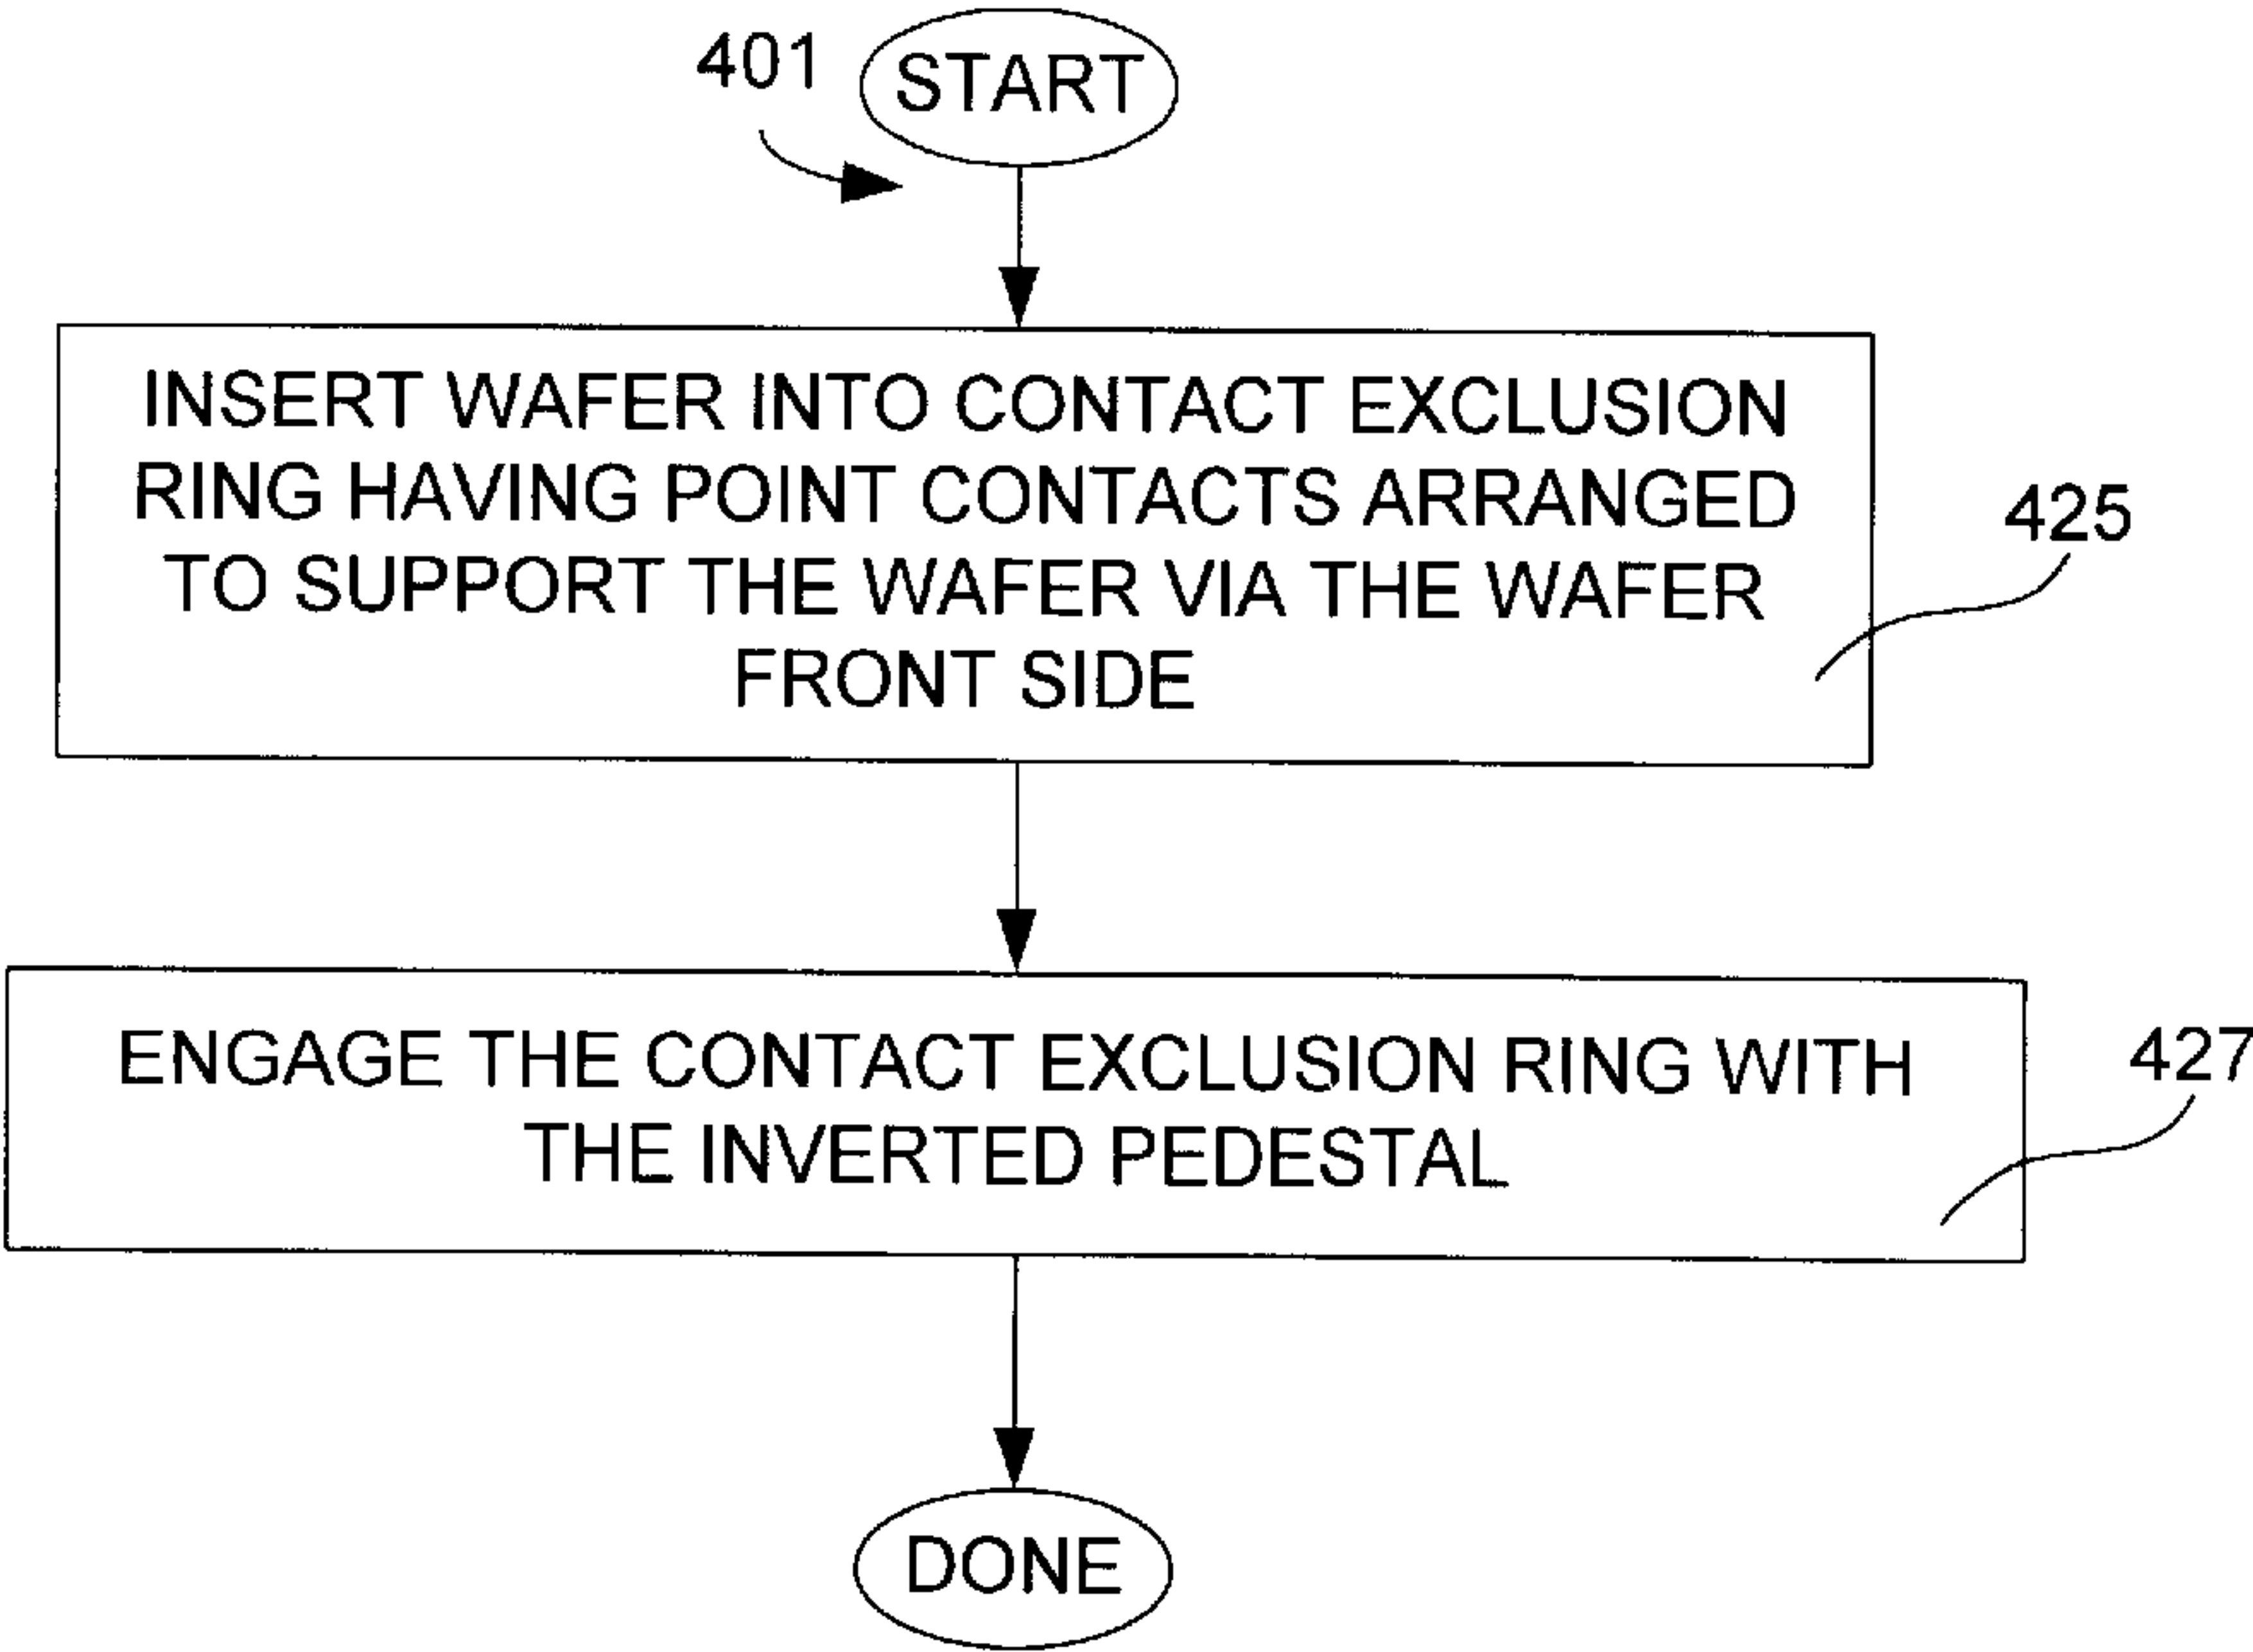 401
START
INSERT WAFER INTO CONTACT EXCLUSION
RING HAVING POINT CONTACTS ARRANGED
TO SUPPORT THE WAFER VIA THE WAFER
FRONT SIDE
425
ENGAGE THE CONTACT EXCLUSION RING WITH
THE INVERTED PEDESTAL
427
DONE